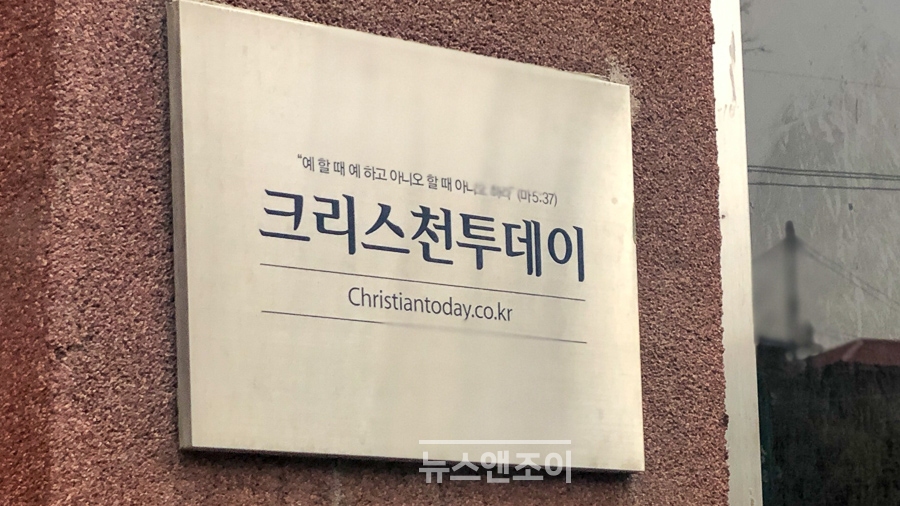 “예 할 때 예 하고 아니오 할 때 (마 5:37)
크리스천투데이
Christiantoday.co.kr
뉴스앤조이